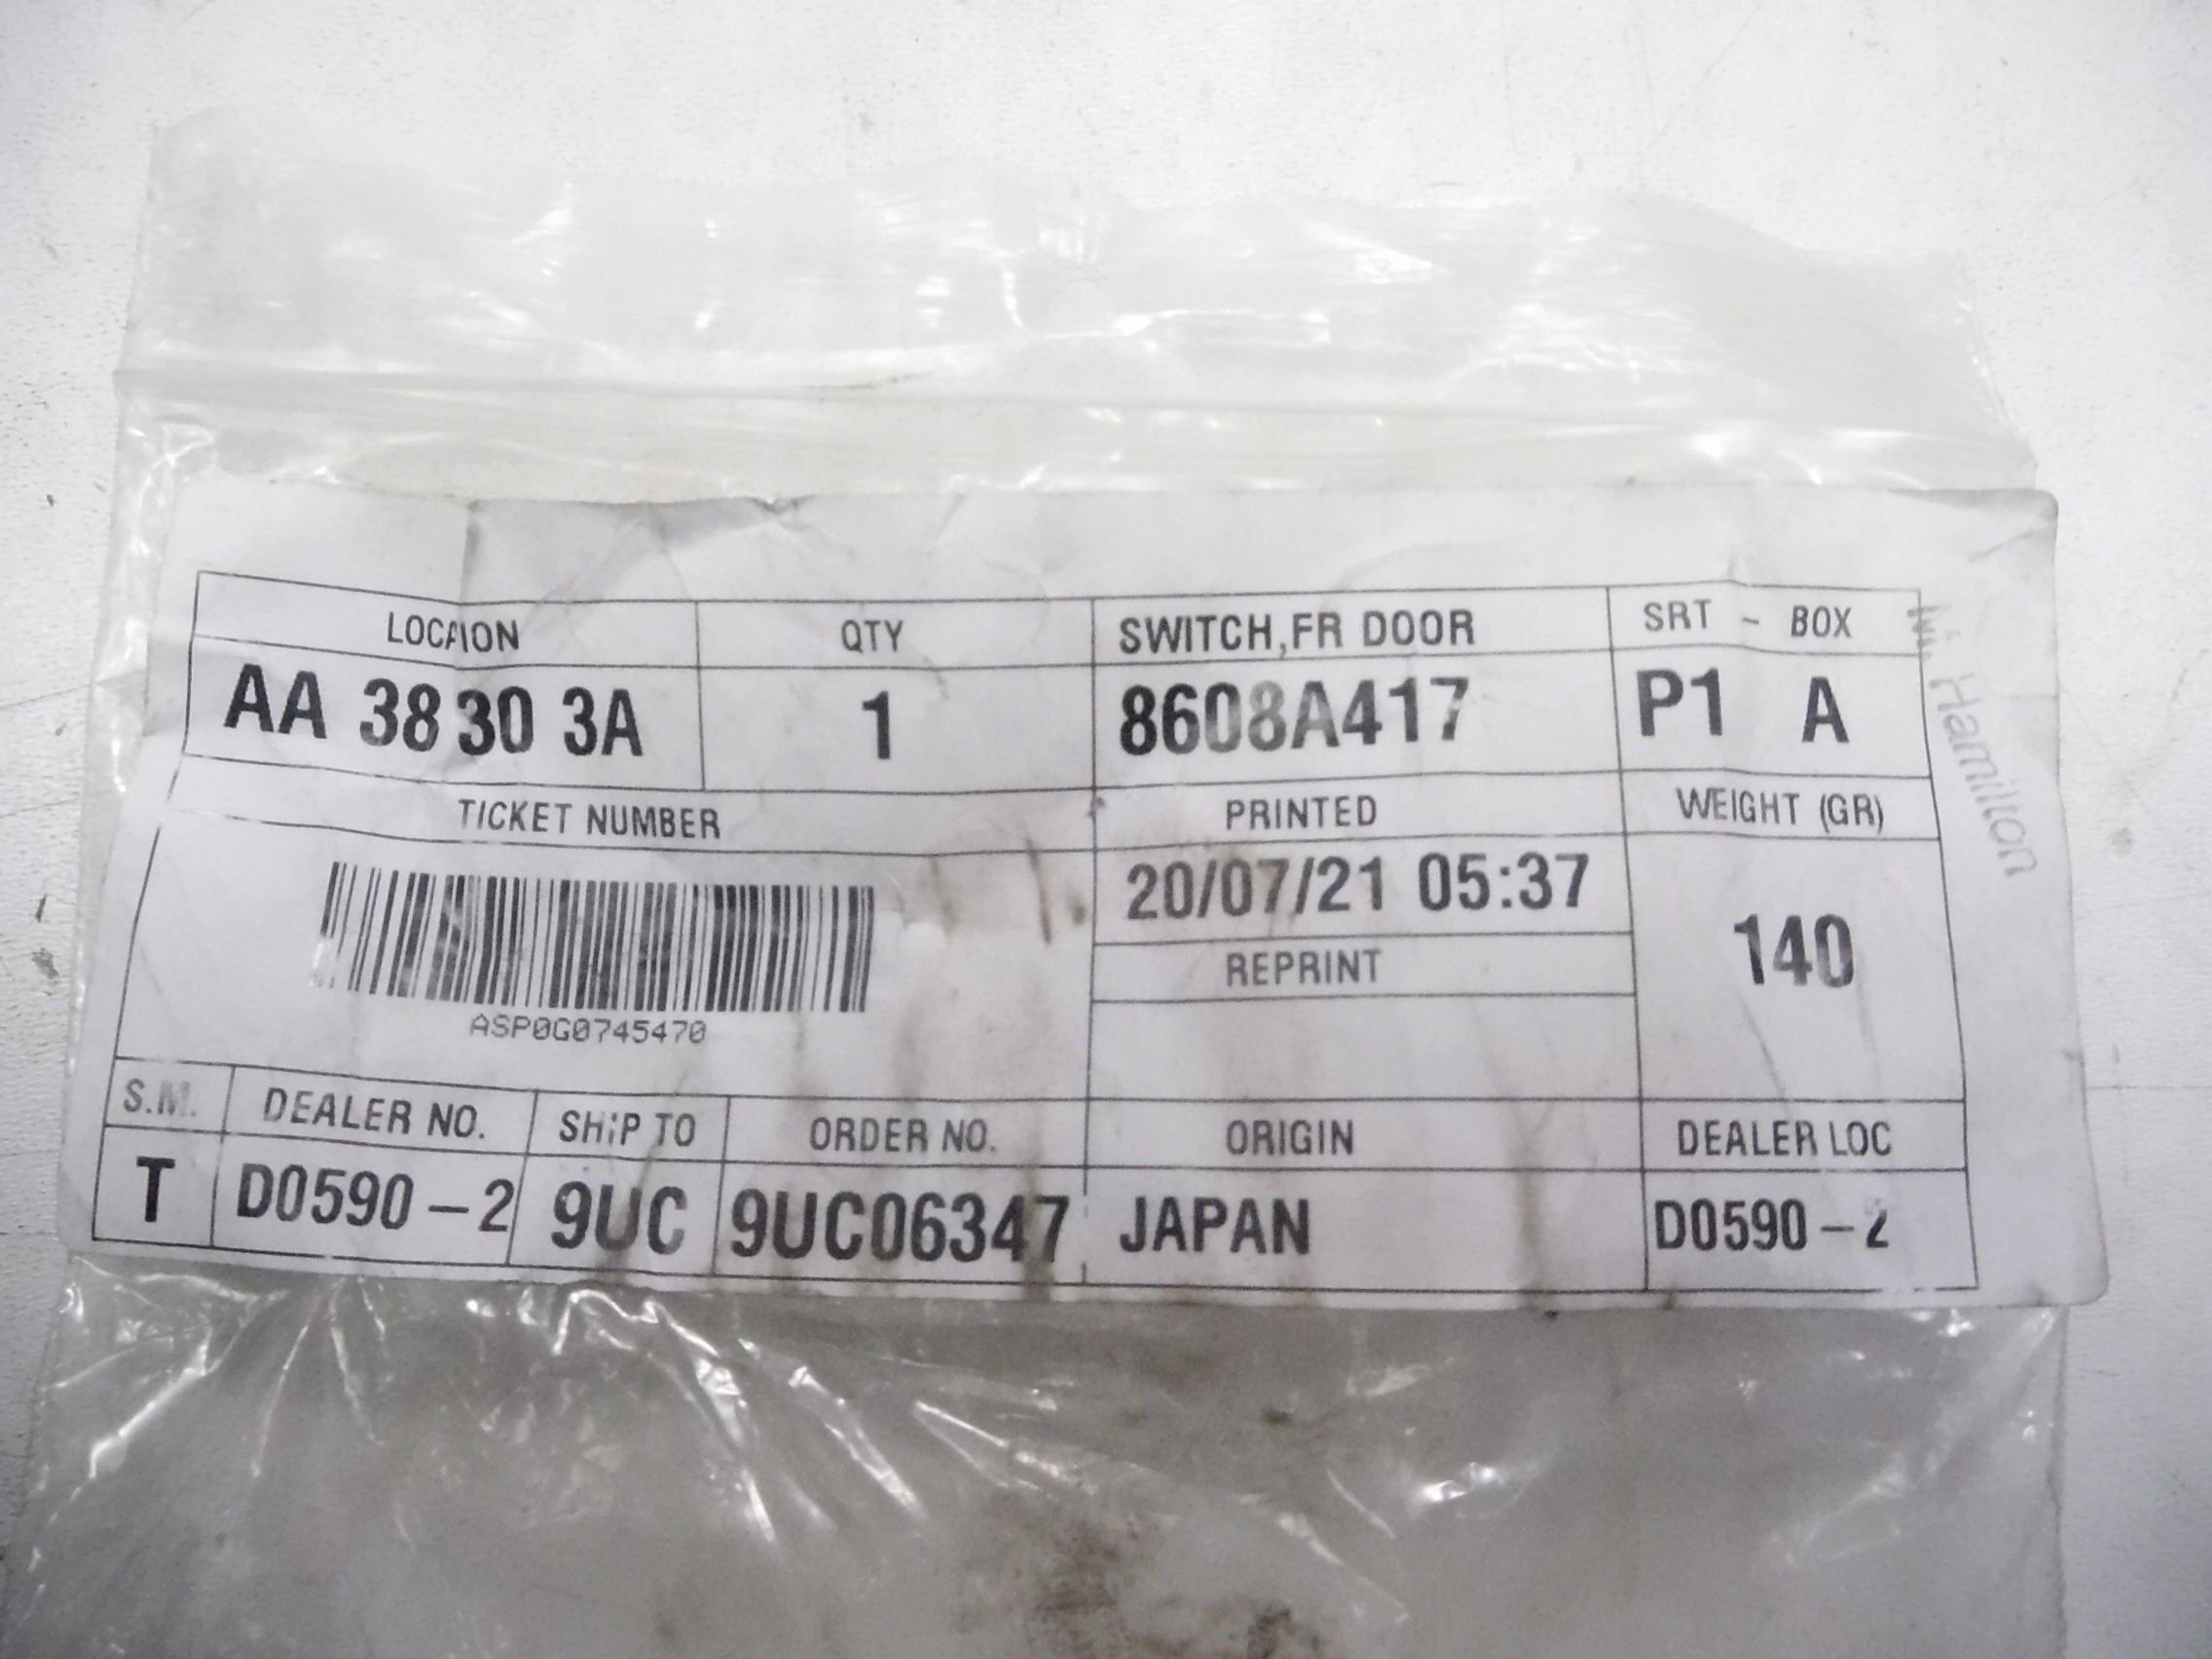 LOCAION QTY SWITCH,FR DOOR SRT - BOX
AA 38 30 3A 1 8608A417 P1 A
TICKET NUMBER PRINTED WEIGHT (GR)
20/07/21 05:37
140
REPRINT
ASP0G0745470
S.M. DEALER NO. SHIP TO ORDER NO. ORIGIN DEALER LOC
T D0590-2 9UC 9UC06347 JAPAN D0590-2
Hamilton